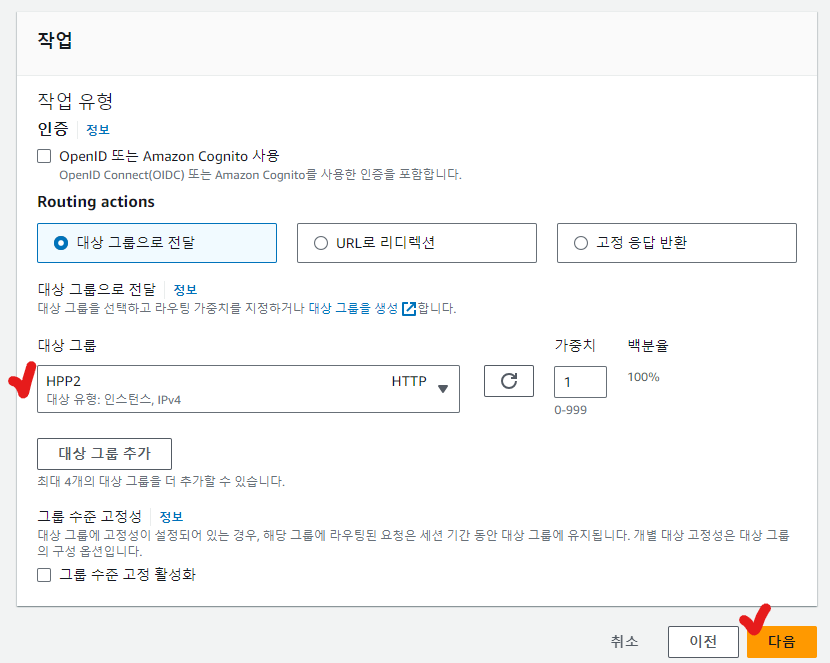 작업
작업 유형
인증 정보
OpenID 또는 Amazon Cognito 사용
OpenID Connect(OIDC) 또는 Amazon Cognito를 사용한 인증을 포함합니다.
Routing actions
대상 그룹으로 전달 URL로 리디렉션 고정 응답 반환
대상 그룹으로 전달 정보
대상 그룹을 선택하고 라우팅 가중치를 지정하거나 대상 그룹을 생성 합니다.
대상 그룹 가중치 백분율
HPP2 HTTP 1 100%
대상 유형: 인스턴스, IPv4
0-999
대상 그룹 추가
최대 4개의 대상 그룹을 더 추가할 수 있습니다.
그룹 수준 고정성 정보
대상 그룹에 고정성이 설정되어 있는 경우, 해당 그룹에 라우팅된 요청은 세션 기간 동안 대상 그룹에 유지됩니다. 개별 대상 고정성은 대상 그룹
의 구성 옵션입니다.
그룹 수준 고정 활성화
취소 이전 다음